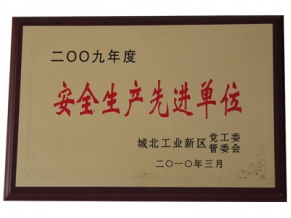 二〇〇九年度
安全生产先进单位
城北工业新区党工委
管委会
二〇一〇年三月